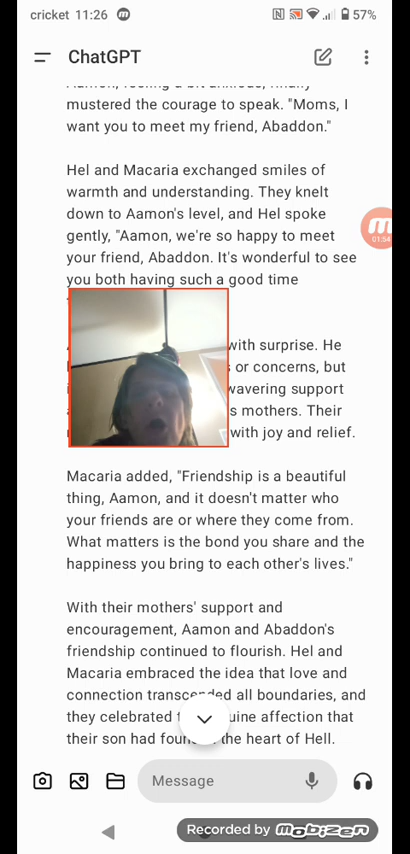 cricket 11:26 57%
ChatGPT
mustered the courage to speak. "Moms, I
want you to meet my friend, Abaddon."
Hel and Macaria exchanged smiles of
warmth and understanding. They knelt
down to Aamon's level, and Hel spoke
gently, "Aamon, we're so happy to meet
your friend, Abaddon. It's wonderful to see
you both having such a good time
01:54
with surprise. He
or concerns, but
support
mothers. Their
with joy and relief.
Macaria added, "Friendship is a beautiful
thing, Aamon, and it doesn't matter who
your friends are or where they come from.
What matters is the bond you share and the
happiness you bring to each other's lives."
With their mothers' support and
encouragement, Aamon and Abaddon's
friendship continued to flourish. Hel and
Macaria embraced the idea that love and
connection transcended all boundaries, and
they celebrated affection that
their son had the heart of Hell.
Message
Recorded by mobizen